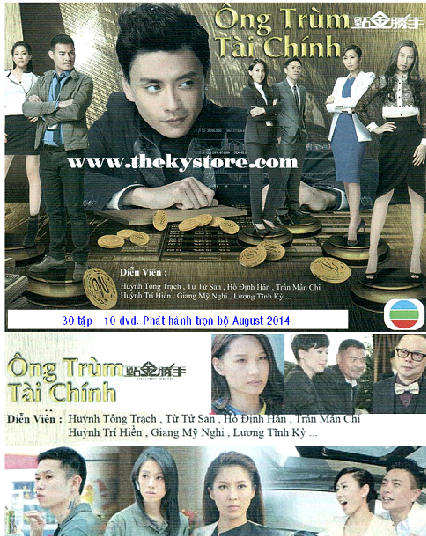 Ông Trùm
Tài Chính
點金勝手
www.thekystore.com
Diễn Viên :
Huỳnh Tông Trạch , Từ Tử San , Hồ Định Hân , Trần Mẫn Chi
Huỳnh Trí Hiền , Giang Mỹ Nghi , Lương Tĩnh Kỳ
30 tập - 10 dvd. Phát hành trọn bộ August 2014
Ông Trùm
Tài Chính
點金勝手
Diễn Viên : Huỳnh Tông Trạch , Từ Tử San , Hồ Định Hân , Trần Mẫn Chi
Huỳnh Trí Hiền , Giang Mỹ Nghi , Lương Tĩnh Kỳ ...